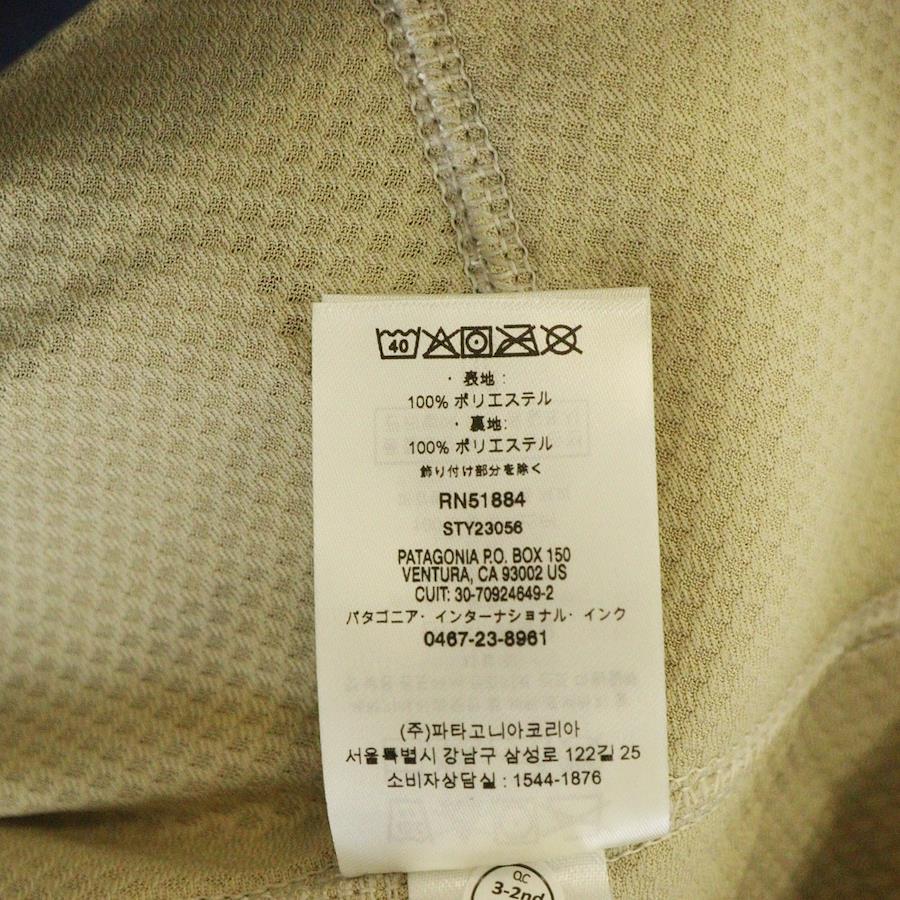 40
・ 表地 :
100% ポリエステル
・ 裏地:
100% ポリエステル
飾り付け部分を除く
RN51884
STY23056
PATAGONIA P.O. BOX 150
VENTURA, CA 93002 US
CUIT: 30-70924649-2
パタゴニア・インターナショナル・インク
0467-23-8961
(주)파타고니아코리아
서울특별시 강남구 삼성로 122길 25
소비자상담실 : 1544-1876
QC
3-2nd